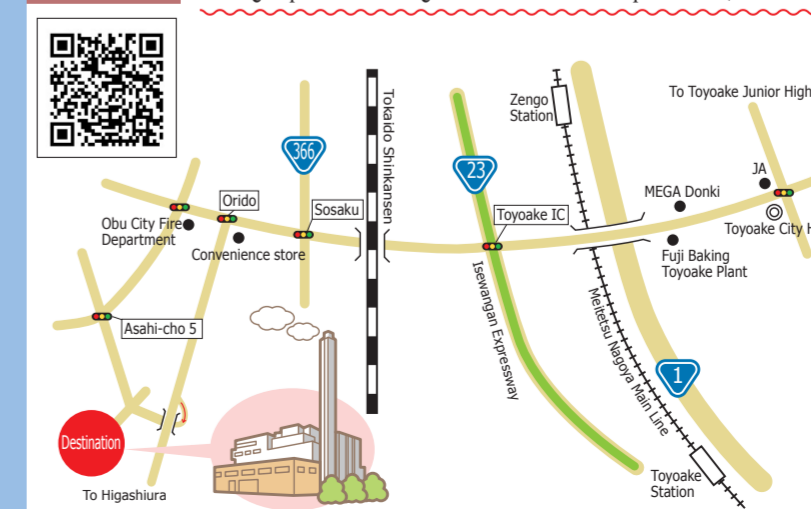 Zengo
Station
To Toyoake Junior High
Tokaido Shinkansen
366
23
JA
MEGA Donki
Orido
Sosaku
Toyoake IC
Obu City Fire
Department
Convenience store
Toyoake City H
Fuji Baking
Toyoake Plant
Isewangan Expressway
Meitetsu Nagoya Main Line
Asahi-cho 5
1
Destination
To Higashiura
Toyoake
Station